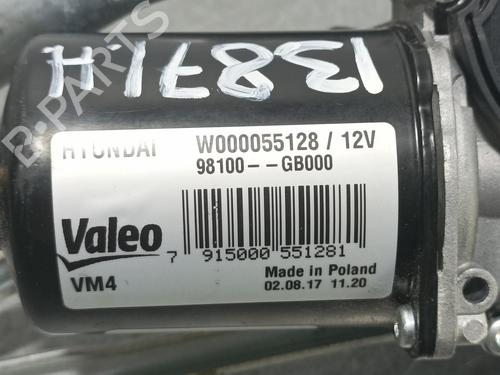 1387.H
HYUNDAI W000055128 / 12V
98100--GB000
Valeo
7 915000 551281
VM4
Made in Poland
02.08.17 11.20
B-Parts